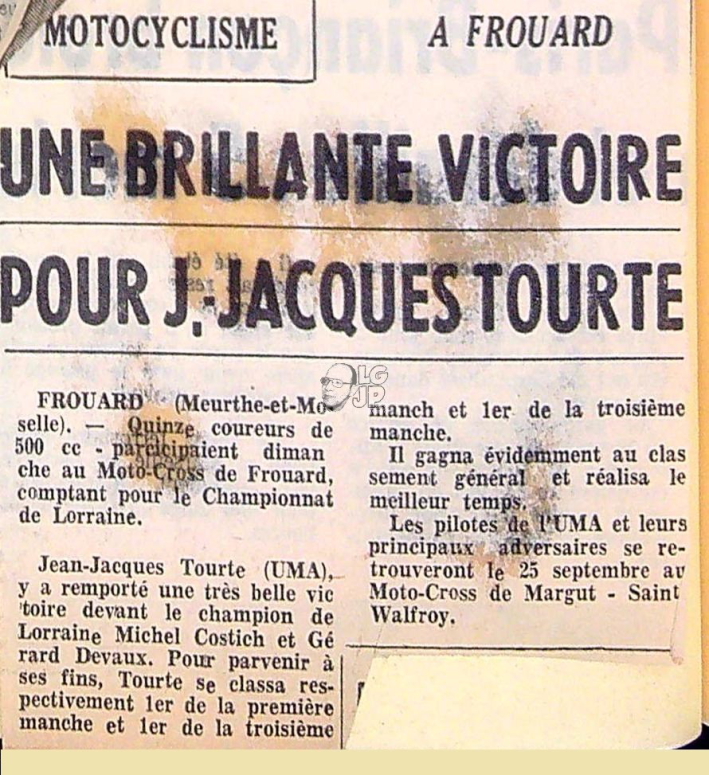 MOTOCYCLISME
A FROUARD
UNE BRILLANTE VICTOIRE
POUR J.-JACQUES TOURTE
FROUARD (Meurthe-et-Mo-
selle). — Quinze coureurs de
500 cc - participaient diman
che au Moto-Cross de Frouard,
comptant pour le Championnat
de Lorraine.
Jean-Jacques Tourte (UMA),
y a remporté une très belle vic
toire devant le champion de
Lorraine Michel Costich et Gé
rard Devaux. Pour parvenir à
ses fins, Tourte se classa res-
pectivement 1er de la première
manche et 1er de la troisième
manch et 1er de la troisième
manche.
Il gagna évidemment au clas
sement général et réalisa le
meilleur temps.
Les pilotes de l'UMA et leurs
principaux adversaires se re-
trouveront le 25 septembre au
Moto-Cross de Margut - Saint
Walfroy.
LG
JP